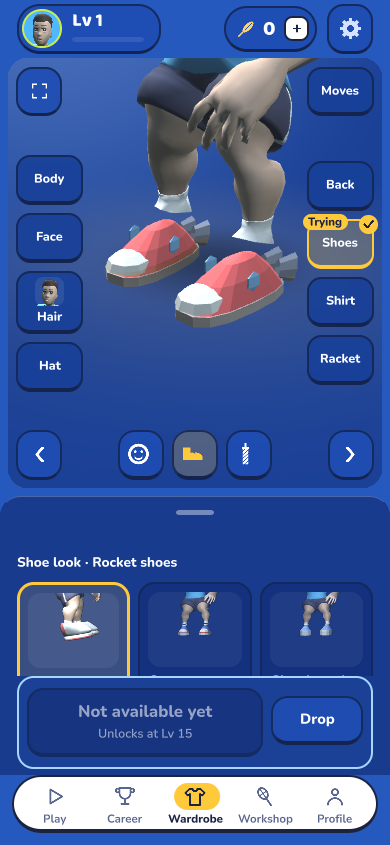 Lv 1
0
+
Moves
Body
Back
Face
Trying
Shoes
Hair
Shirt
Hat
Racket
Shoe look · Rocket shoes
Not available yet
Unlocks at Lv 15
Drop
Play
Career
Wardrobe
Workshop
Profile